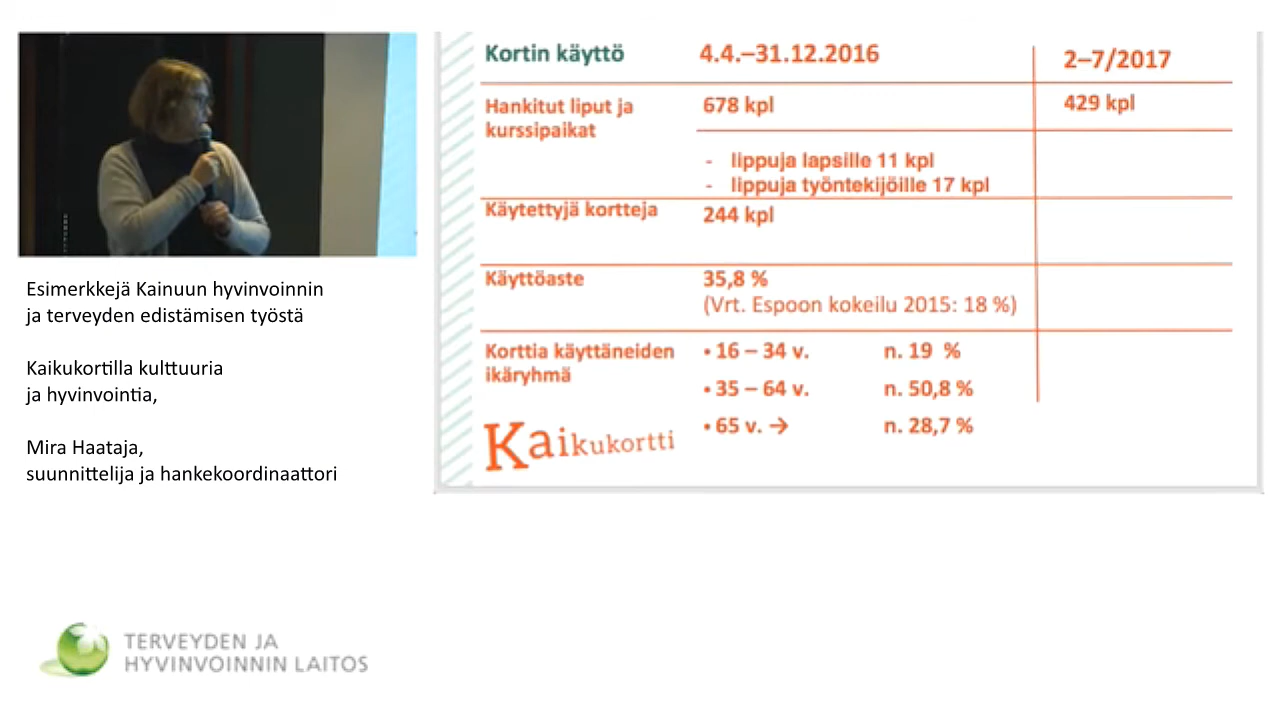 Kortin käyttö 4.4.–31.12.2016 2–7/2017
Hankitut liput ja 678 kpl 429 kpl
kurssipaikat
- lippuja lapsille 11 kpl
- lippuja työntekijöille 17 kpl
Käytettyjä kortteja 244 kpl
Käyttöaste 35,8 %
(Vrt. Espoon kokeilu 2015: 18 %)
Korttia käyttäneiden • 16 – 34 v. n. 19 %
ikäryhmä
• 35 – 64 v. n. 50,8 %
• 65 v. → n. 28,7 %
Kaikukortti
Esimerkkejä Kainuun hyvinvoinnin
ja terveyden edistämisen työstä
Kaikukortilla kulttuuria
ja hyvinvointia,
Mira Haataja,
suunnittelija ja hankekoordinaattori
TERVEYDEN JA
HYVINVOINNIN LAITOS